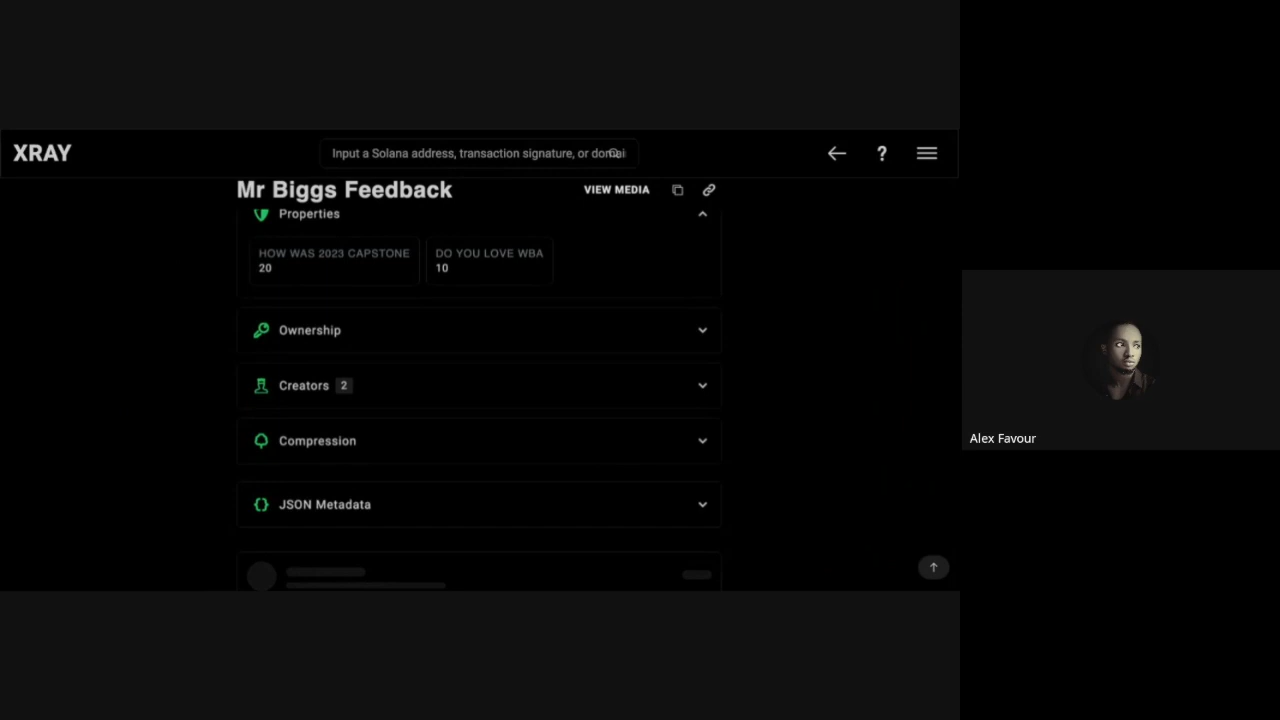 XRAY
Input a Solana address, transaction signature, or domai
?
Mr Biggs Feedback
VIEW MEDIA
Properties
HOW WAS 2023 CAPSTONE
20
DO YOU LOVE WBA
10
Ownership
Creators 2
Compression
{} JSON Metadata
Alex Favour